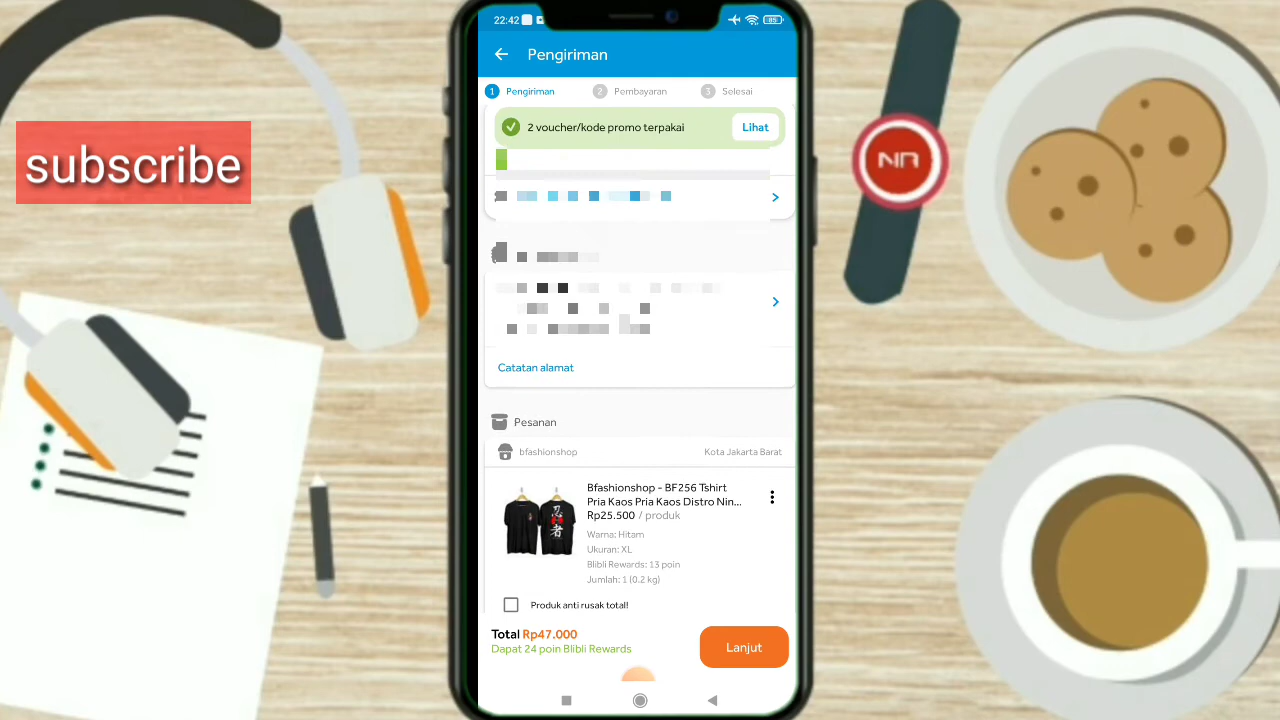 subscribe
22:42
85
Pengiriman
1 Pengiriman
2 Pembayaran
3 Selesai
2 voucher/kode promo terpakai
Lihat
Catatan alamat
Pesanan
bfashionshop
Kota Jakarta Barat
Bfashionshop - BF256 Tshirt
Pria Kaos Pria Kaos Distro Nin...
Rp25.500 / produk
Warna: Hitam
Ukuran: XL
Blibli Rewards: 13 poin
Jumlah: 1 (0.2 kg)
忍者
Produk anti rusak total!
Total Rp47.000
Dapat 24 poin Blibli Rewards
Lanjut